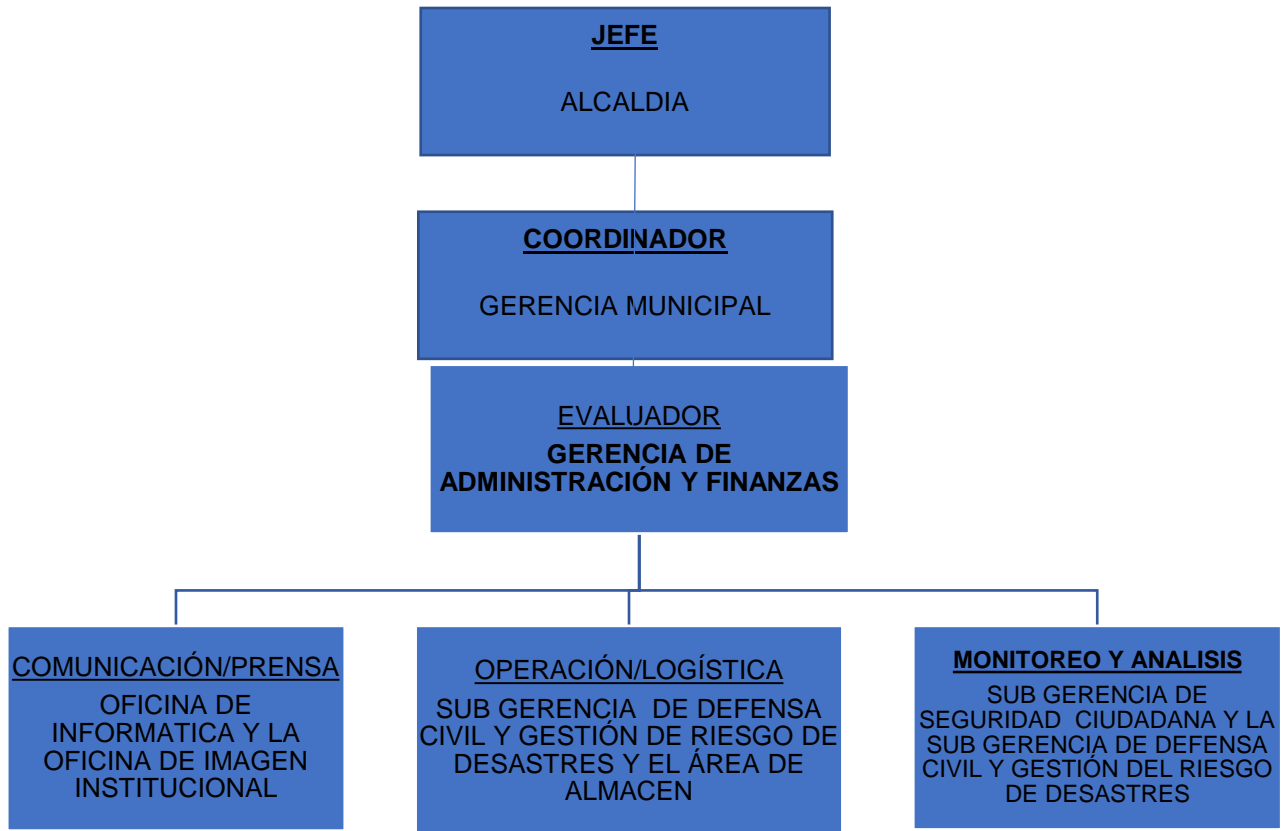 JEFE
ALCALDIA
COORDINADOR
GERENCIA MUNICIPAL
EVALUADOR
GERENCIA DE
ADMINISTRACIÓN Y FINANZAS
COMUNICACIÓN/PRENSA
OFICINA DE
INFORMATICA Y LA
OFICINA DE IMAGEN
INSTITUCIONAL
OPERACIÓN/LOGÍSTICA
SUB GERENCIA DE DEFENSA
CIVIL Y GESTIÓN DE RIESGO DE
DESASTRES Y EL ÁREA DE
ALMACEN
MONITOREO Y ANALISIS
SUB GERENCIA DE
SEGURIDAD CIUDADANA Y LA
SUB GERENCIA DE DEFENSA
CIVIL Y GESTIÓN DEL RIESGO
DE DESASTRES